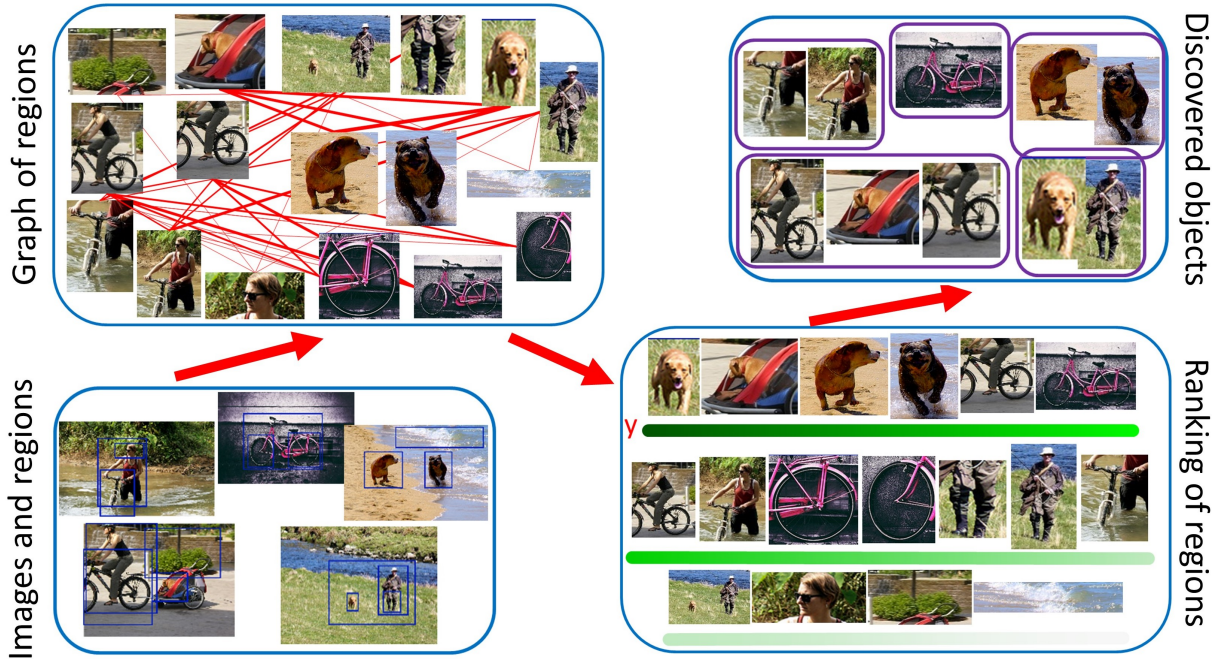 Graph of regions
Discovered objects
Images and regions
y
Ranking of regions